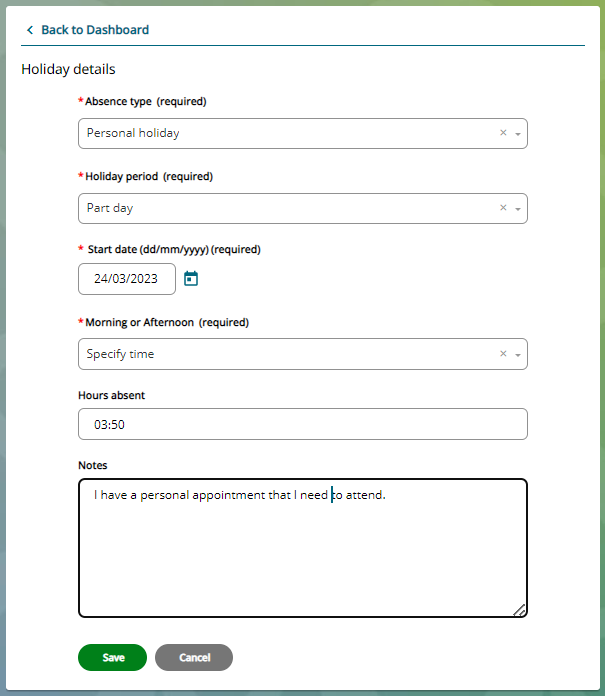 Back to Dashboard
Holiday details
*Absence type (required)
Personal holiday
*Holiday period (required)
Part day
* Start date (dd/mm/yyyy) (required)
24/03/2023
*Morning or Afternoon (required)
Specify time
Hours absent
03:50
Notes
I have a personal appointment that I need to attend.
Save Cancel